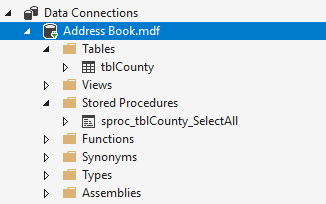 Data Connections
Address Book.mdf
Tables
tblCounty
Views
Stored Procedures
sproc_tblCounty_SelectAll
Functions
Synonyms
Types
Assemblies